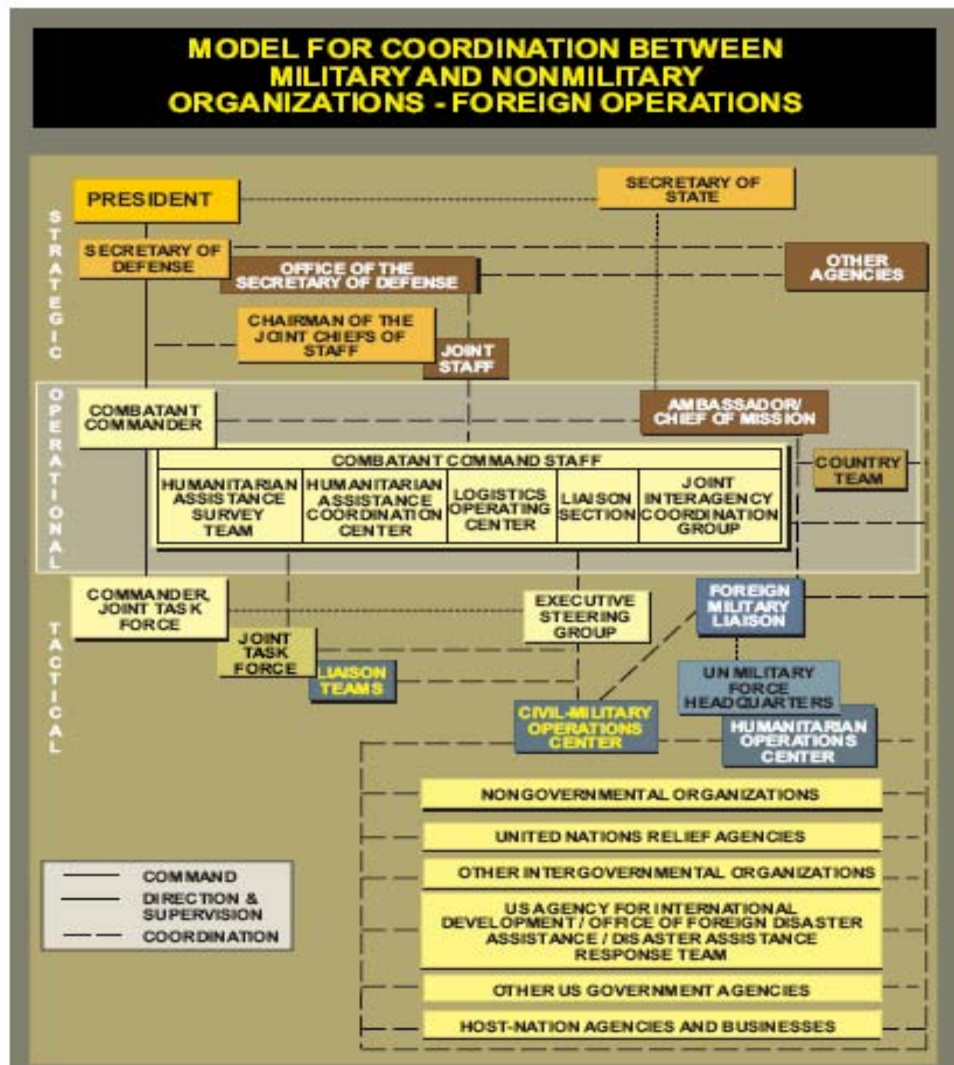 MODEL FOR COORDINATION BETWEEN
MILITARY AND NONMILITARY
ORGANIZATIONS - FOREIGN OPERATIONS
STRATEGIC
PRESIDENT
SECRETARY OF
STATE
SECRETARY OF
DEFENSE
OFFICE OF THE
SECRETARY OF DEFENSE
OTHER
AGENCIES
CHAIRMAN OF THE
JOINT CHIEFS OF
STAFF
JOINT
STAFF
OPERATIONAL
COMBATANT
COMMANDER
AMBASSADOR/
CHIEF OF MISSION
COMBATANT COMMAND STAFF
HUMANITARIAN
ASSISTANCE
SURVEY
TEAM
HUMANITARIAN
ASSISTANCE
COORDINATION
CENTER
LOGISTICS
OPERATING
CENTER
LIAISON
SECTION
JOINT
INTERAGENCY
COORDINATION
GROUP
COUNTRY
TEAM
TACTICAL
COMMANDER,
JOINT TASK
FORCE
EXECUTIVE
STEERING
GROUP
FOREIGN
MILITARY
LIAISON
JOINT
TASK
FORCE
LIAISON
TEAMS
UN MILITARY
FORCE
HEADQUARTERS
CIVIL-MILITARY
OPERATIONS
CENTER
HUMANITARIAN
OPERATIONS
CENTER
NONGOVERNMENTAL ORGANIZATIONS
UNITED NATIONS RELIEF AGENCIES
OTHER INTERGOVERNMENTAL ORGANIZATIONS
US AGENCY FOR INTERNATIONAL
DEVELOPMENT / OFFICE OF FOREIGN DISASTER
ASSISTANCE / DISASTER ASSISTANCE
RESPONSE TEAM
OTHER US GOVERNMENT AGENCIES
HOST-NATION AGENCIES AND BUSINESSES
COMMAND
DIRECTION &
SUPERVISION
COORDINATION